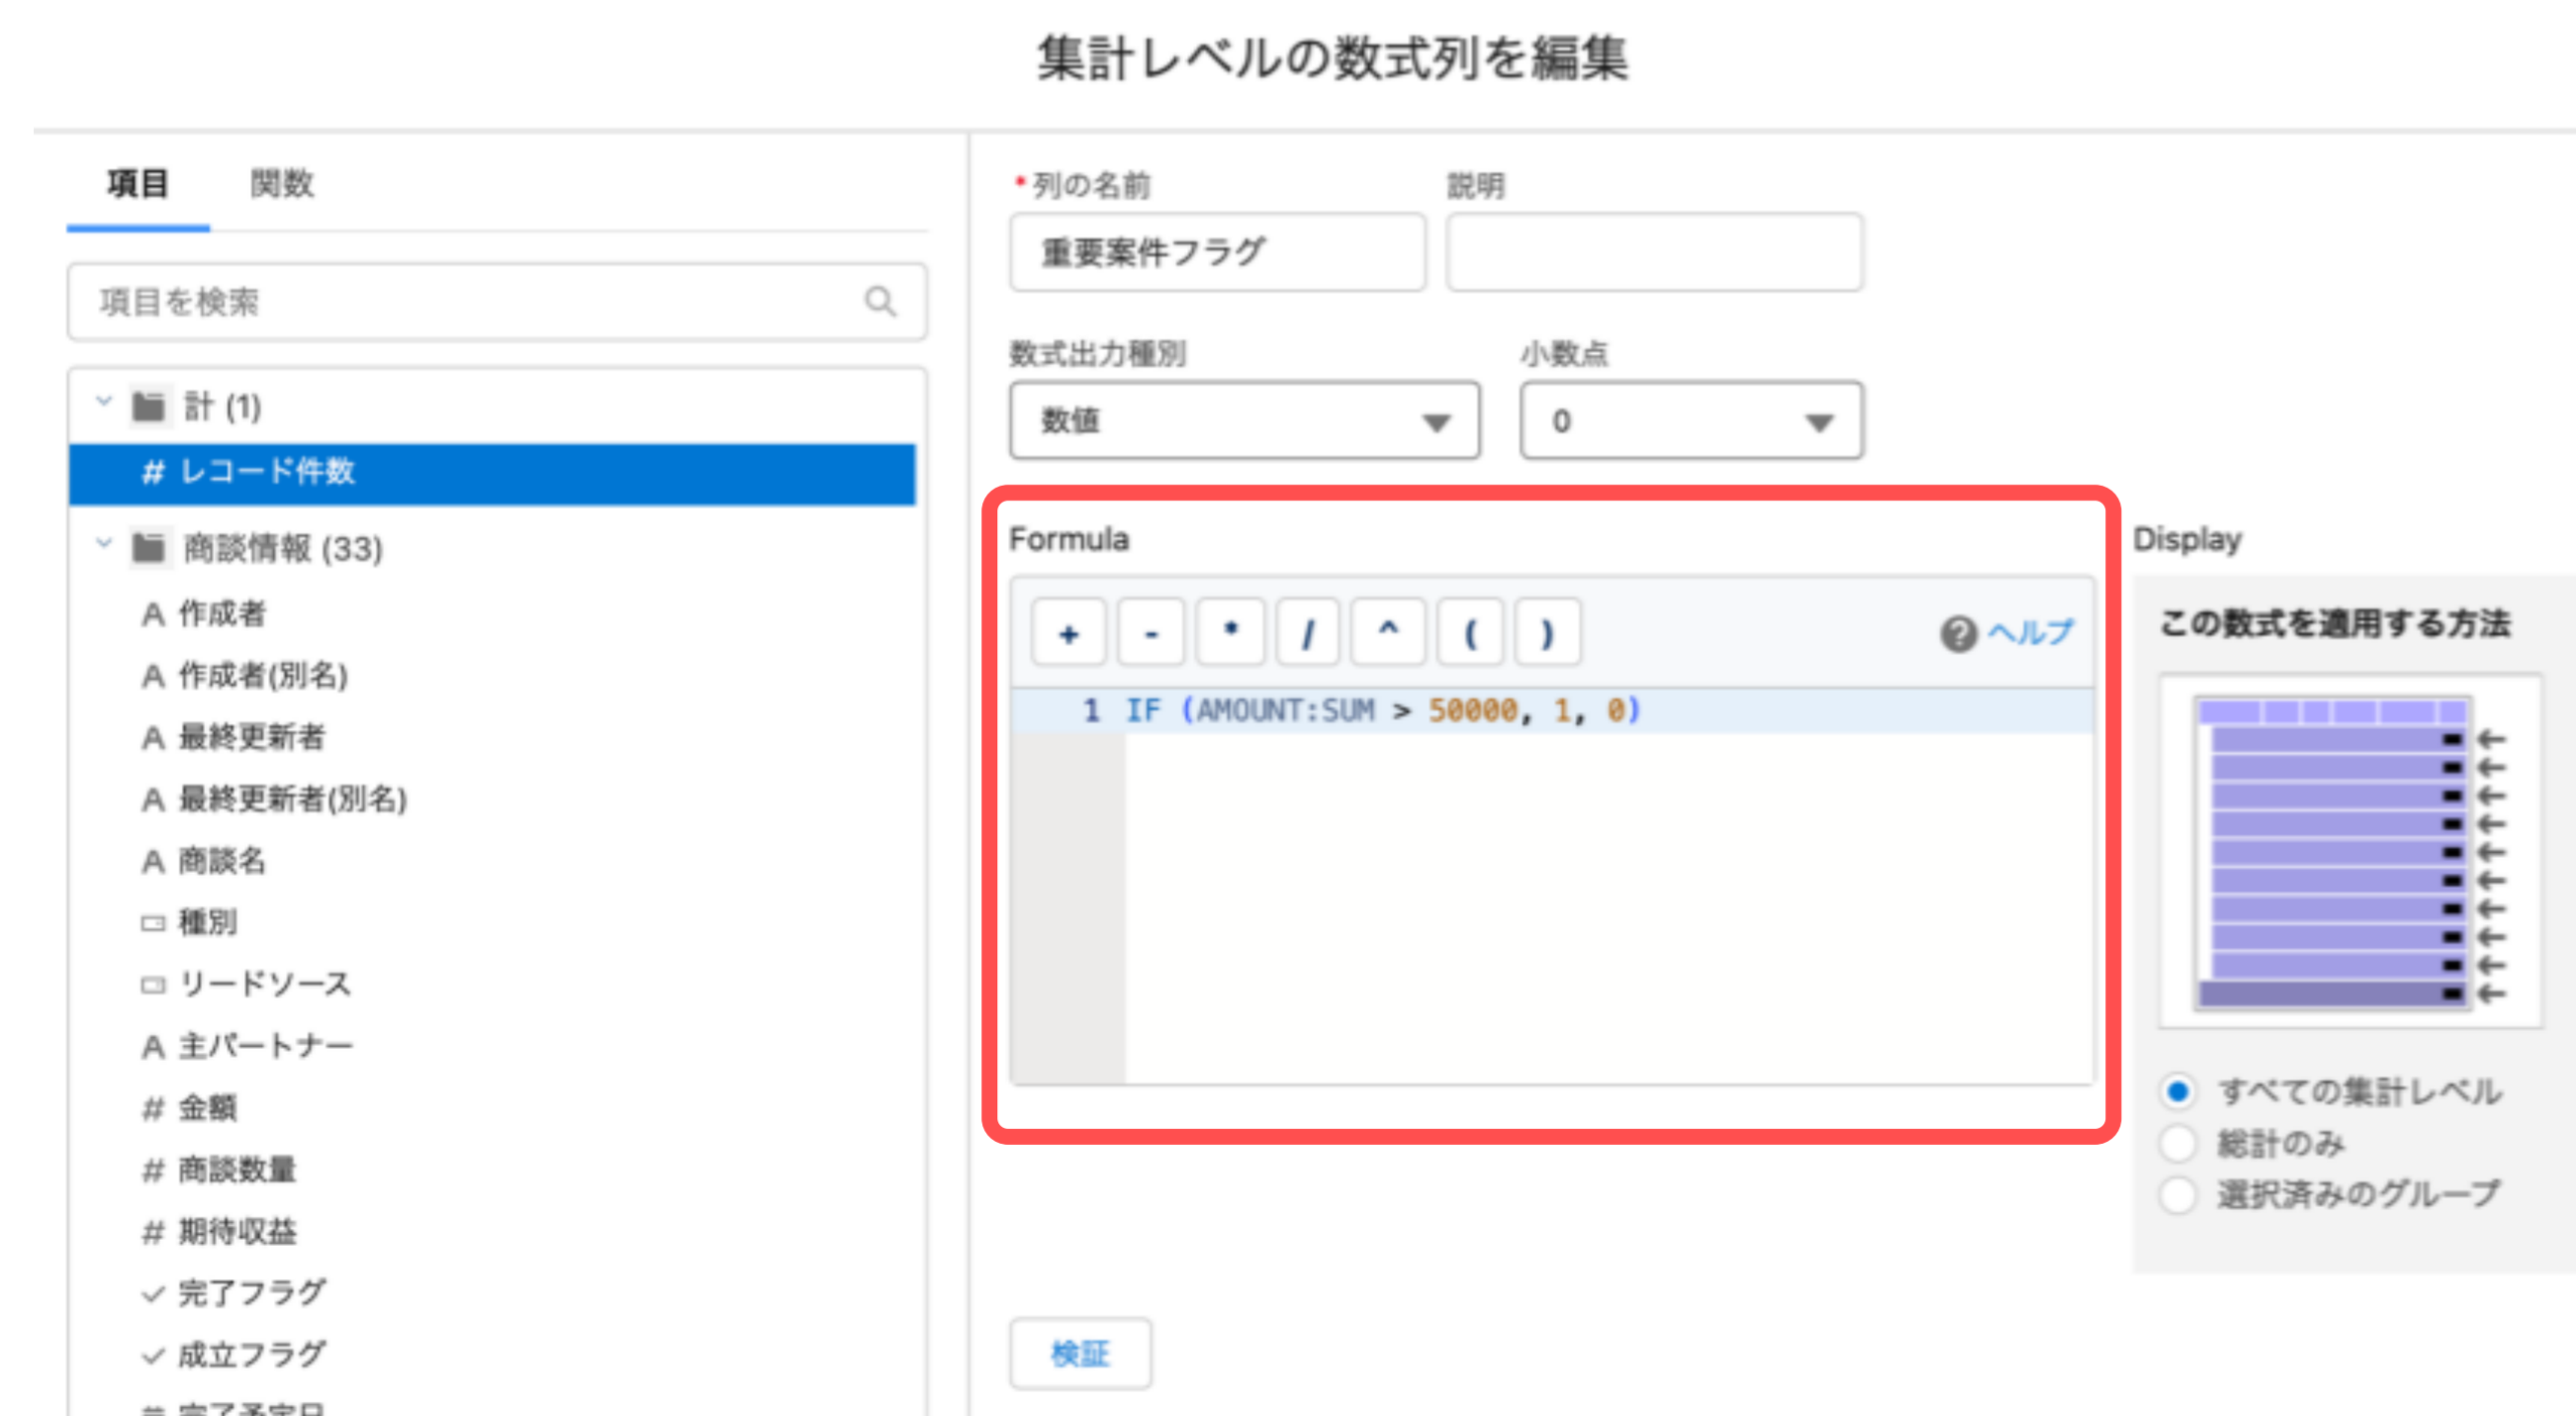 集計レベルの数式列を編集
項目 関数
項目を検索
計 (1)
# レコード件数
商談情報 (33)
A 作成者
A 作成者(別名)
A 最終更新者
A 最終更新者(別名)
A 商談名
種別
リードソース
A 主パートナー
# 金額
# 商談数量
# 期待収益
完了フラグ
成立フラグ
完了予定日
* 列の名前 説明
重要案件フラグ
数式出力種別 小数点
数値 0
Formula
+ - * / ^ ( )
? ヘルプ
1 IF (AMOUNT:SUM > 50000, 1, 0)
検証
Display
この数式を適用する方法
すべての集計レベル
総計のみ
選択済みのグループ